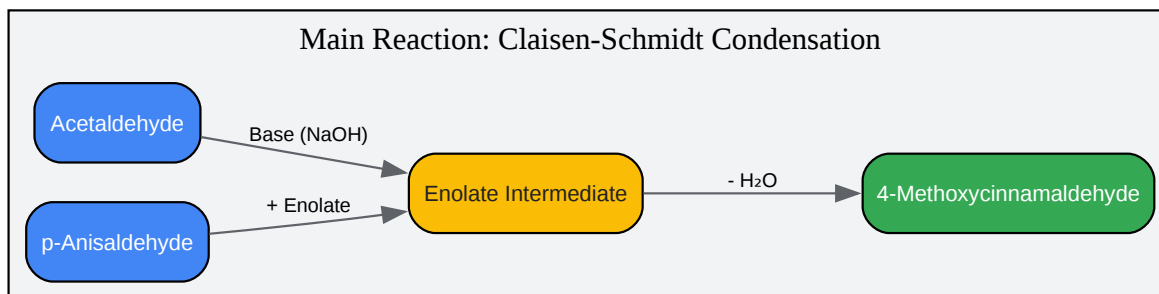 Main Reaction: Claisen-Schmidt Condensation
Acetaldehyde
Base (NaOH)
p-Anisaldehyde
+ Enolate
Enolate Intermediate
- H₂O
4-Methoxycinnamaldehyde